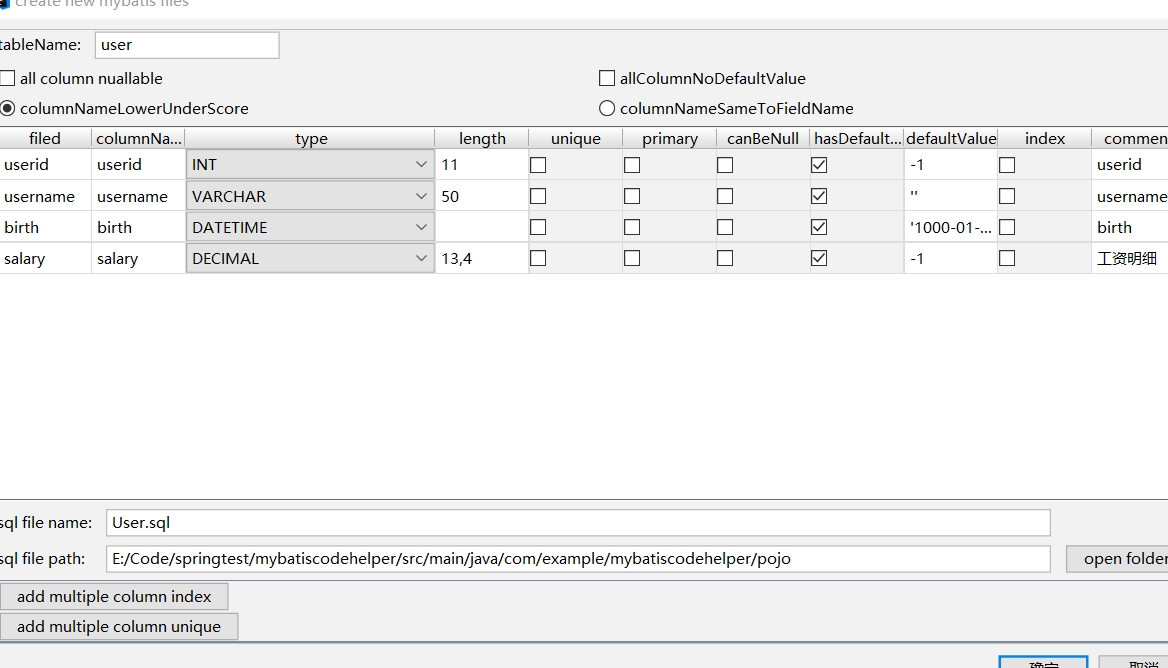 create new mybatis files
tableName: user
all column nuallable allColumnNoDefaultValue
columnNameLowerUnderScore columnNameSameToFieldName
filed columnNa... type length unique primary canBeNull hasDefault... defaultValue index commen
userid userid INT 11 -1 userid
username username VARCHAR 50 '' username
birth birth DATETIME '1000-01-... birth
salary salary DECIMAL 13,4 -1 工资明细
sql file name: User.sql
sql file path: E:/Code/springtest/mybatiscodehelper/src/main/java/com/example/mybatiscodehelper/pojo open folder
add multiple column index
add multiple column unique
确定 取消